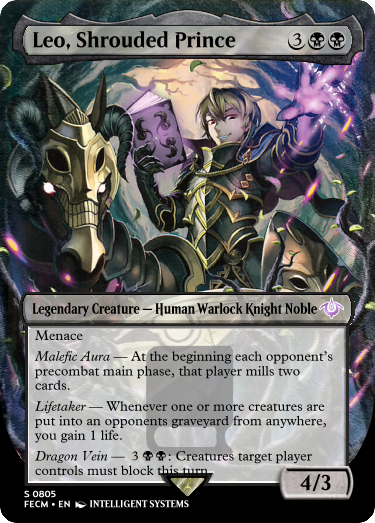 Leo, Shrouded Prince 3
Legendary Creature — Human Warlock Knight Noble
Menace
Malefic Aura — At the beginning each opponent's
precombat main phase, that player mills two
cards.
Lifetaker — Whenever one or more creatures are
put into an opponents graveyard from anywhere,
you gain 1 life.
Dragon Vein — 3 : Creatures target player
controls must block this turn.
4/3
S 0805
FECM • EN INTELLIGENT SYSTEMS